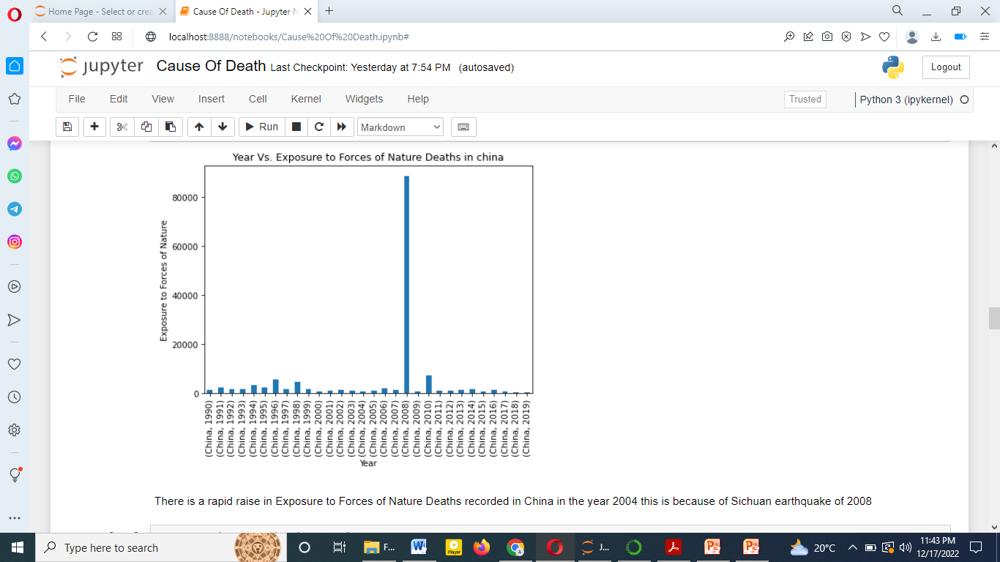 Home Page - Select or crea
Cause Of Death - Jupyter N
localhost:8888/notebooks/Cause%20Of%20Death.ipynb#
jupyter Cause Of Death Last Checkpoint: Yesterday at 7:54 PM (autosaved)
Logout
File Edit View Insert Cell Kernel Widgets Help
Trusted Python 3 (ipykernel)
Run Markdown
Year Vs. Exposure to Forces of Nature Deaths in china
Exposure to Forces of Nature
80000
60000
40000
20000
0
(China, 1990)
(China, 1991)
(China, 1992)
(China, 1993)
(China, 1994)
(China, 1995)
(China, 1996)
(China, 1997)
(China, 1998)
(China, 1999)
(China, 2000)
(China, 2001)
(China, 2002)
(China, 2003)
(China, 2004)
(China, 2005)
(China, 2006)
(China, 2007)
(China, 2008)
(China, 2009)
(China, 2010)
(China, 2011)
(China, 2012)
(China, 2013)
(China, 2014)
(China, 2015)
(China, 2016)
(China, 2017)
(China, 2018)
(China, 2019)
Year
There is a rapid raise in Exposure to Forces of Nature Deaths recorded in China in the year 2004 this is because of Sichuan earthquake of 2008
Type here to search
F...
Player
J...
20°C
11:43 PM
12/17/2022